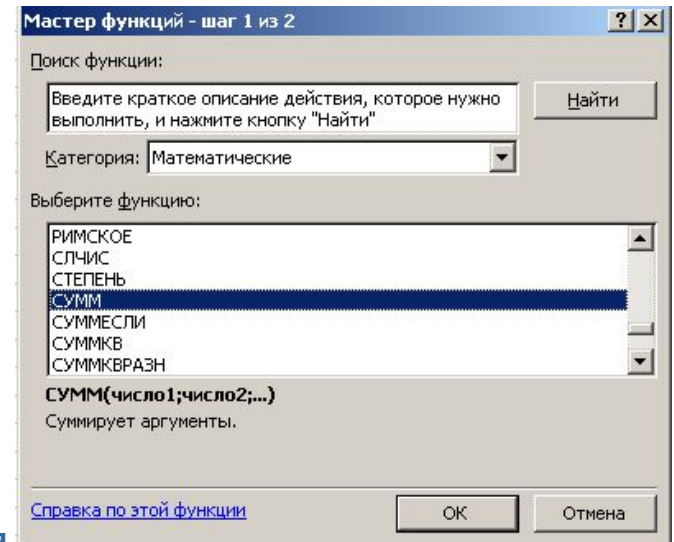 Мастер функций - шаг 1 из 2
Поиск функции:
Введите краткое описание действия, которое нужно
выполнить, и нажмите кнопку "Найти"
Найти
Категория: Математические
Выберите функцию:
РИМСКОЕ
СЛЧИС
СТЕПЕНЬ
СУММ
СУММЕСЛИ
СУММКВ
СУММКВРАЗН
СУММ(число1;число2;...)
Суммирует аргументы.
Справка по этой функции
ОК
Отмена